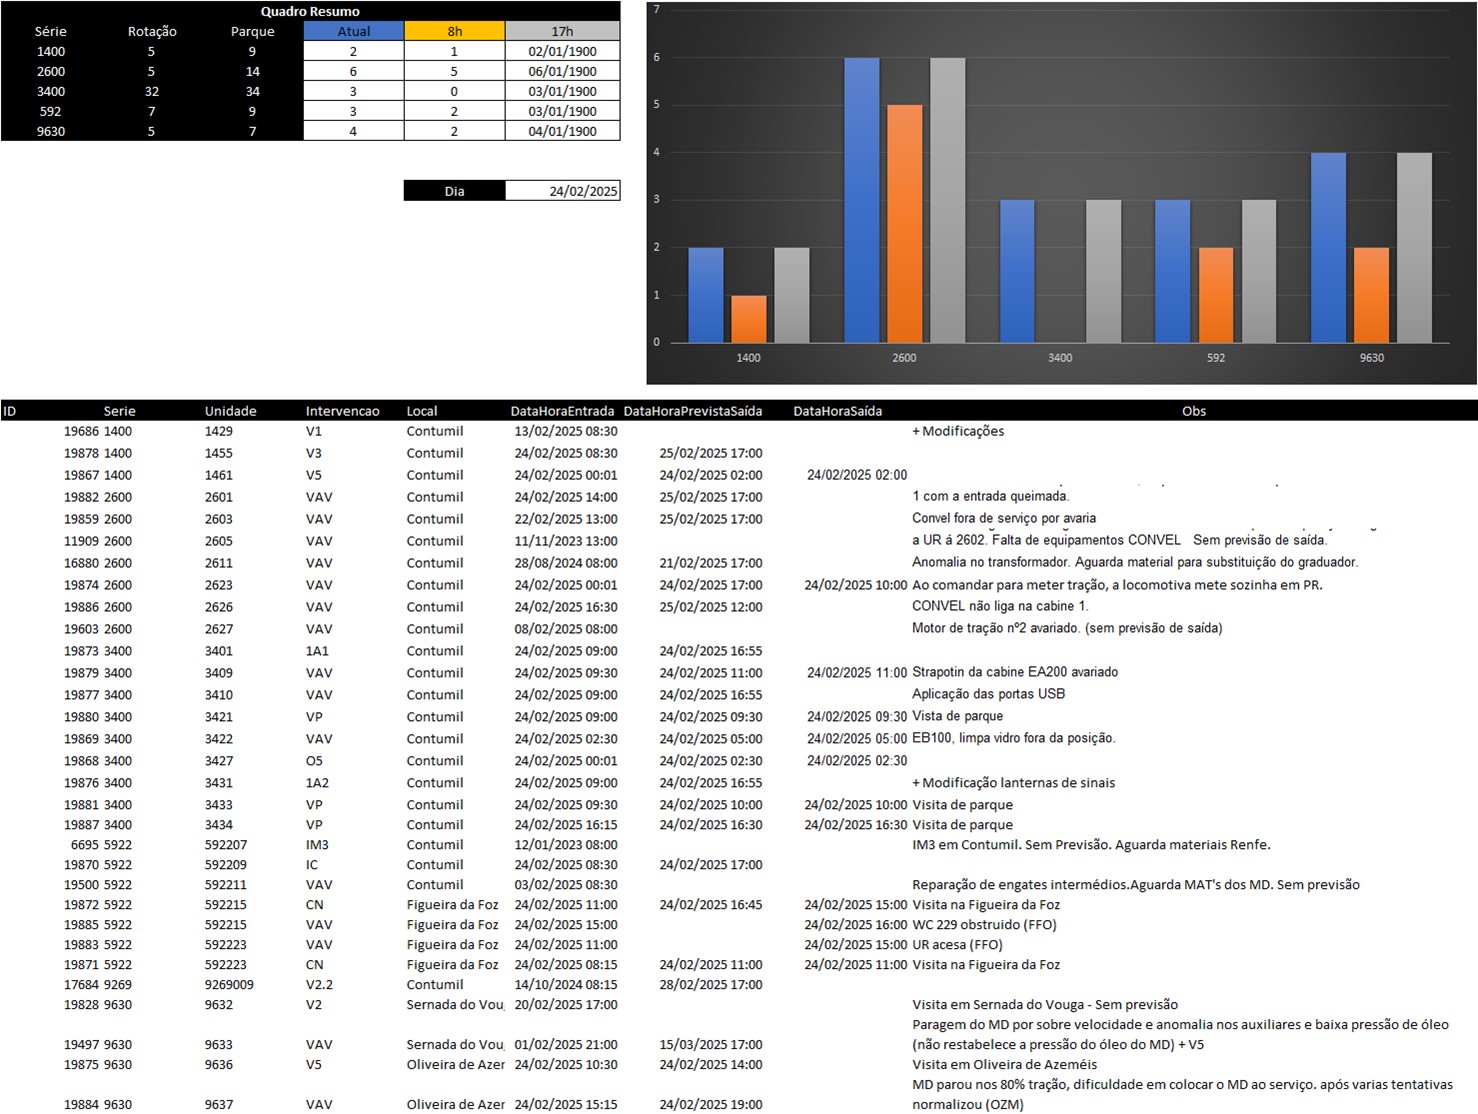 Quadro Resumo
Série Rotação Parque Atual 8h 17h
1400 5 9 2 1 02/01/1900
2600 5 14 6 5 06/01/1900
3400 32 34 3 0 03/01/1900
592 7 9 3 2 03/01/1900
9630 5 7 4 2 04/01/1900
Dia 24/02/2025
7
6
5
4
3
2
1
0
1400 2600 3400 592 9630
ID Serie Unidade Intervencao Local DataHoraEntrada DataHoraPrevistaSaída DataHoraSaída Obs
19686 1400 1429 V1 Contumil 13/02/2025 08:30 + Modificações
19878 1400 1455 V3 Contumil 24/02/2025 08:30 25/02/2025 17:00
19867 1400 1461 V5 Contumil 24/02/2025 00:01 24/02/2025 02:00 24/02/2025 02:00
19882 2600 2601 VAV Contumil 24/02/2025 14:00 25/02/2025 17:00 1 com a entrada queimada.
19859 2600 2603 VAV Contumil 22/02/2025 13:00 25/02/2025 17:00 Convel fora de serviço por avaria
11909 2600 2605 VAV Contumil 11/11/2023 13:00 a UR á 2602. Falta de equipamentos CONVEL Sem previsão de saída.
16880 2600 2611 VAV Contumil 28/08/2024 08:00 21/02/2025 17:00 Anomalia no transformador. Aguarda material para substituição do graduador.
19874 2600 2623 VAV Contumil 24/02/2025 00:01 24/02/2025 17:00 24/02/2025 10:00 Ao comandar para meter tração, a locomotiva mete sozinha em PR.
19886 2600 2626 VAV Contumil 24/02/2025 16:30 25/02/2025 12:00 CONVEL não liga na cabine 1.
19603 2600 2627 VAV Contumil 08/02/2025 08:00 Motor de tração nº2 avariado. (sem previsão de saída)
19873 3400 3401 1A1 Contumil 24/02/2025 09:00 24/02/2025 16:55
19879 3400 3409 VAV Contumil 24/02/2025 09:30 24/02/2025 11:00 24/02/2025 11:00 Strapotin da cabine EA200 avariado
19877 3400 3410 VAV Contumil 24/02/2025 09:00 24/02/2025 16:55 Aplicação das portas USB
19880 3400 3421 VP Contumil 24/02/2025 09:00 24/02/2025 09:30 24/02/2025 09:30 Vista de parque
19869 3400 3422 VAV Contumil 24/02/2025 02:30 24/02/2025 05:00 24/02/2025 05:00 EB100, limpa vidro fora da posição.
19868 3400 3427 O5 Contumil 24/02/2025 00:01 24/02/2025 02:30 24/02/2025 02:30
19876 3400 3431 1A2 Contumil 24/02/2025 09:00 24/02/2025 16:55 + Modificação lanternas de sinais
19881 3400 3433 VP Contumil 24/02/2025 09:30 24/02/2025 10:00 24/02/2025 10:00 Visita de parque
19887 3400 3434 VP Contumil 24/02/2025 16:15 24/02/2025 16:30 24/02/2025 16:30 Visita de parque
6695 5922 592207 IM3 Contumil 12/01/2023 08:00 IM3 em Contumil. Sem Previsão. Aguarda materiais Renfe.
19870 5922 592209 IC Contumil 24/02/2025 08:30 24/02/2025 17:00
19500 5922 592211 VAV Contumil 03/02/2025 08:30 Reparação de engates intermédios.Aguarda MAT's dos MD. Sem previsão
19872 5922 592215 CN Figueira da Foz 24/02/2025 11:00 24/02/2025 16:45 24/02/2025 15:00 Visita na Figueira da Foz
19885 5922 592215 VAV Figueira da Foz 24/02/2025 15:00 24/02/2025 16:00 WC 229 obstruido (FFO)
19883 5922 592223 VAV Figueira da Foz 24/02/2025 11:00 24/02/2025 15:00 UR acesa (FFO)
19871 5922 592223 CN Figueira da Foz 24/02/2025 08:15 24/02/2025 11:00 24/02/2025 11:00 Visita na Figueira da Foz
17684 9269 9269009 V2.2 Contumil 14/10/2024 08:15 28/02/2025 17:00
19828 9630 9632 V2 Sernada do Voug 20/02/2025 17:00 Visita em Sernada do Vouga - Sem previsão
Paragem do MD por sobre velocidade e anomalia nos auxiliares e baixa pressão de óleo
19497 9630 9633 VAV Sernada do Voug 01/02/2025 21:00 15/03/2025 17:00 (não restabelece a pressão do óleo do MD) + V5
19875 9630 9636 V5 Oliveira de Azer 24/02/2025 10:30 24/02/2025 14:00 Visita em Oliveira de Azeméis
MD parou nos 80% tração, dificuldade em colocar o MD ao serviço. após varias tentativas
19884 9630 9637 VAV Oliveira de Azer 24/02/2025 15:15 24/02/2025 19:00 normalizou (OZM)